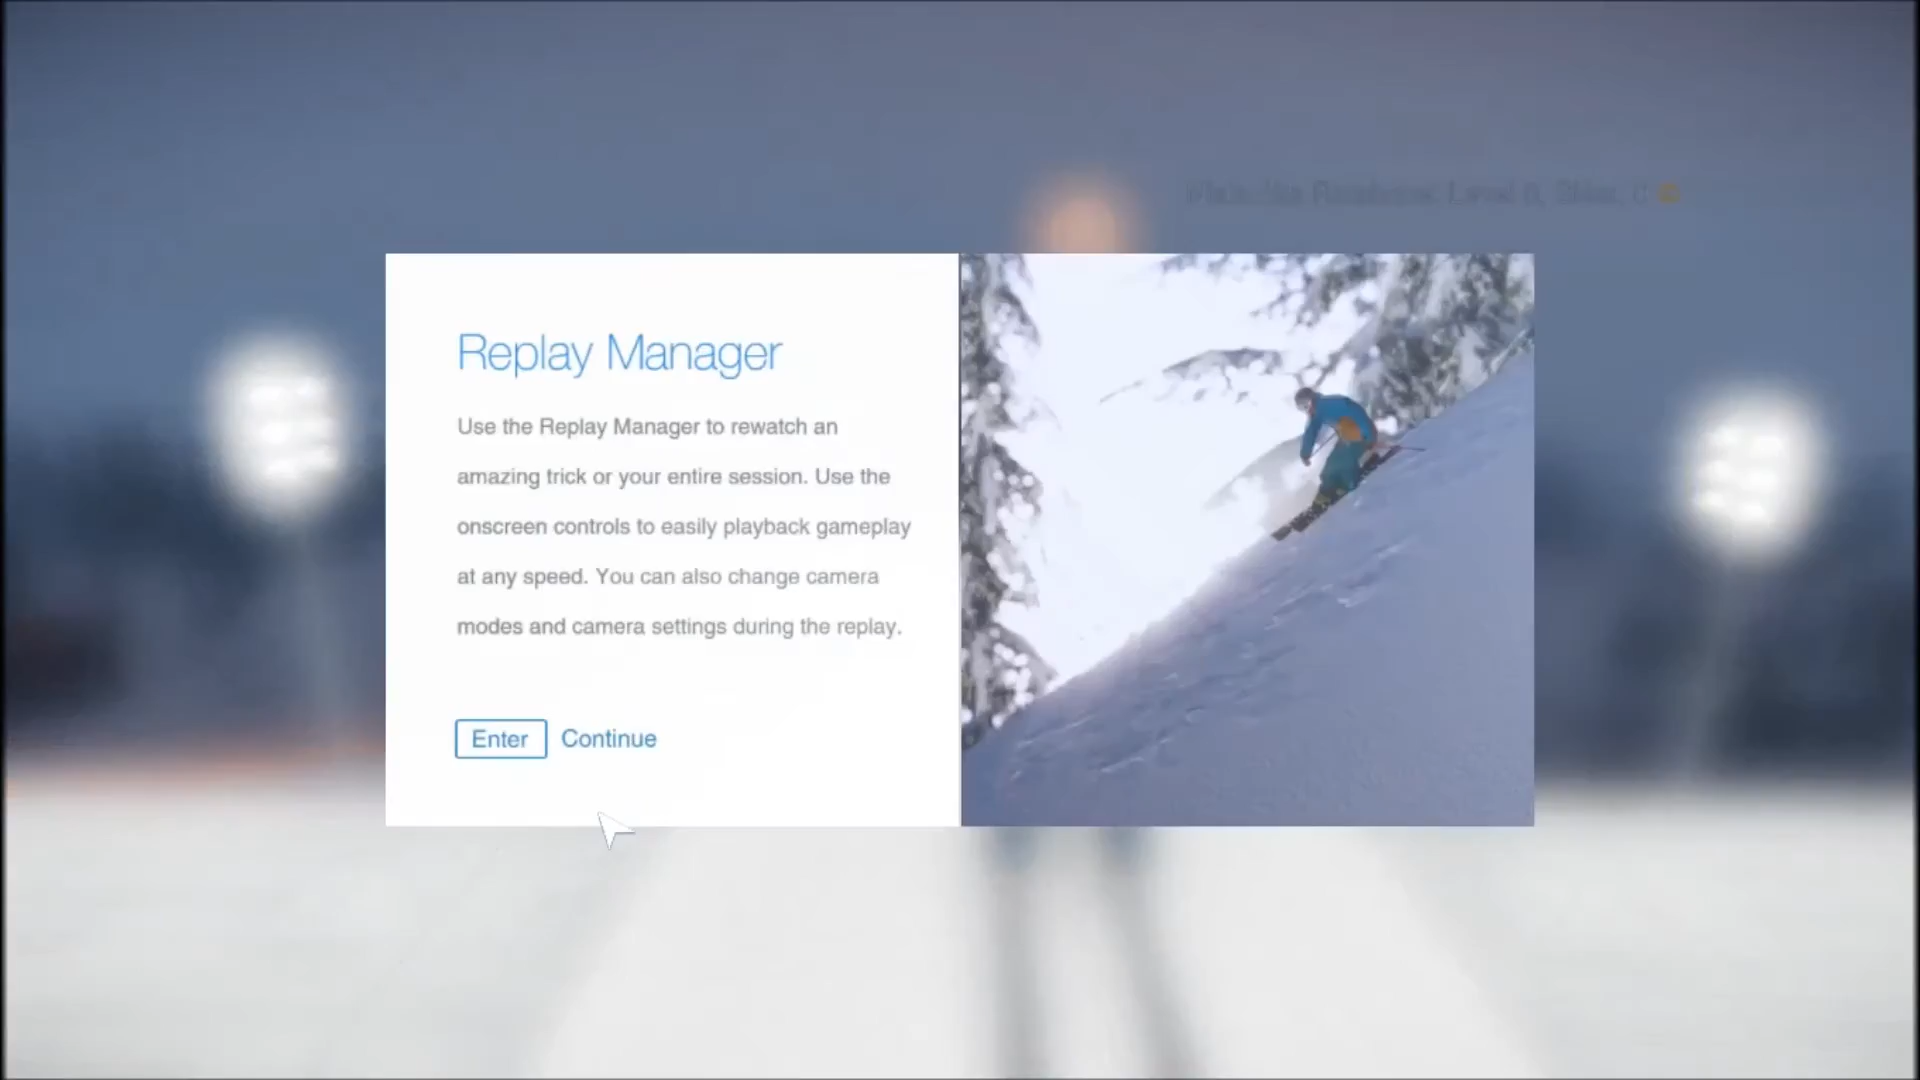 Replay Manager
Use the Replay Manager to rewatch an
amazing trick or your entire session. Use the
onscreen controls to easily playback gameplay
at any speed. You can also change camera
modes and camera settings during the replay.
Enter Continue